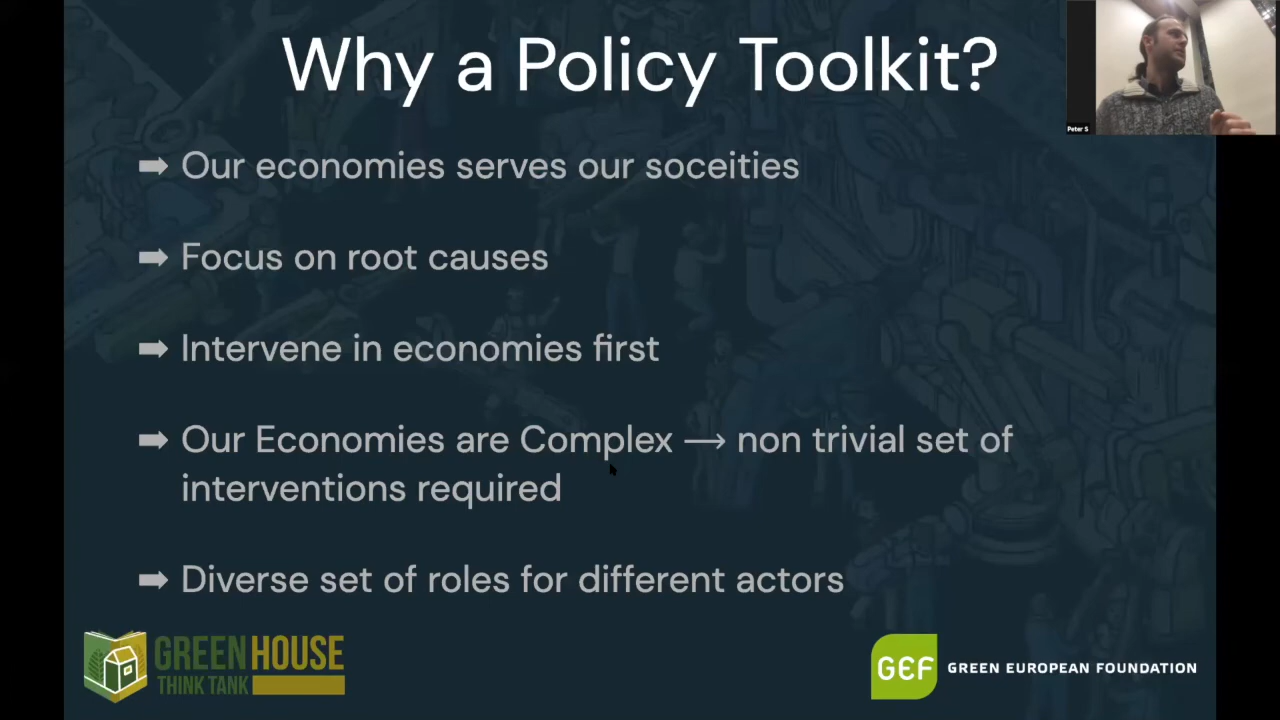 Why a Policy Toolkit?
Peter S
➡ Our economies serves our soceities
➡ Focus on root causes
➡ Intervene in economies first
➡ Our Economies are Complex ⟶ non trivial set of
interventions required
➡ Diverse set of roles for different actors
GREEN HOUSE
THINK TANK
GEF GREEN EUROPEAN FOUNDATION